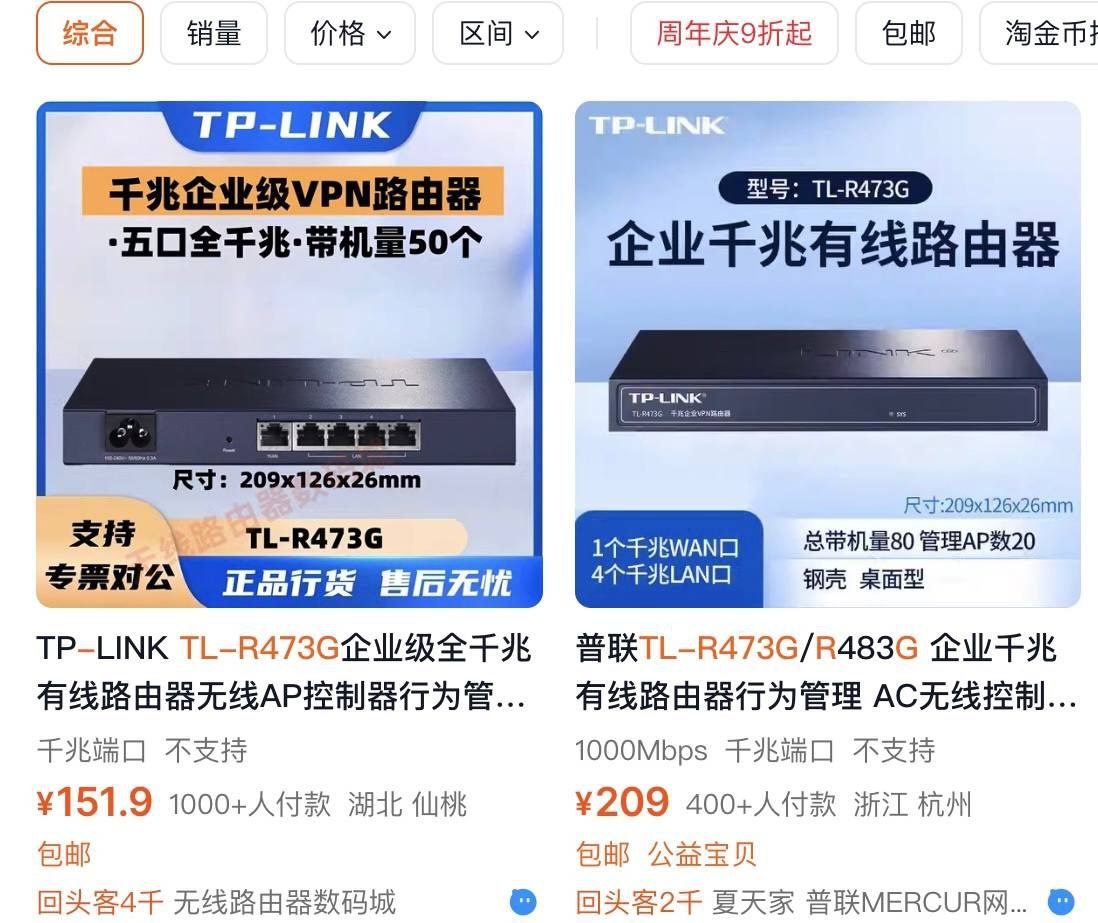 综合
销量
价格
区间
周年庆9折起
包邮
淘金币
TP-LINK
千兆企业级VPN路由器
·五口全千兆·带机量50个
1 2 3 4 5
Reset
WAN
LAN
尺寸：209x126x26mm
TL-R473G
支持
专票对公
正品行货 售后无忧
TP-LINK
型号：TL-R473G
企业千兆有线路由器
TP-LINK
TL-R473G 千兆企业VPN路由器
SYS
尺寸:209x126x26mm
1个千兆WAN口
4个千兆LAN口
总带机量80 管理AP数20
钢壳 桌面型
TP-LINK TL-R473G企业级全千兆
有线路由器无线AP控制器行为管...
千兆端口 不支持
¥151.9 1000+人付款 湖北 仙桃
包邮
回头客4千 无线路由器数码城
普联TL-R473G/R483G 企业千兆
有线路由器行为管理 AC无线控制...
1000Mbps 千兆端口 不支持
¥209 400+人付款 浙江 杭州
包邮 公益宝贝
回头客2千 夏天家 普联MERCUR网...